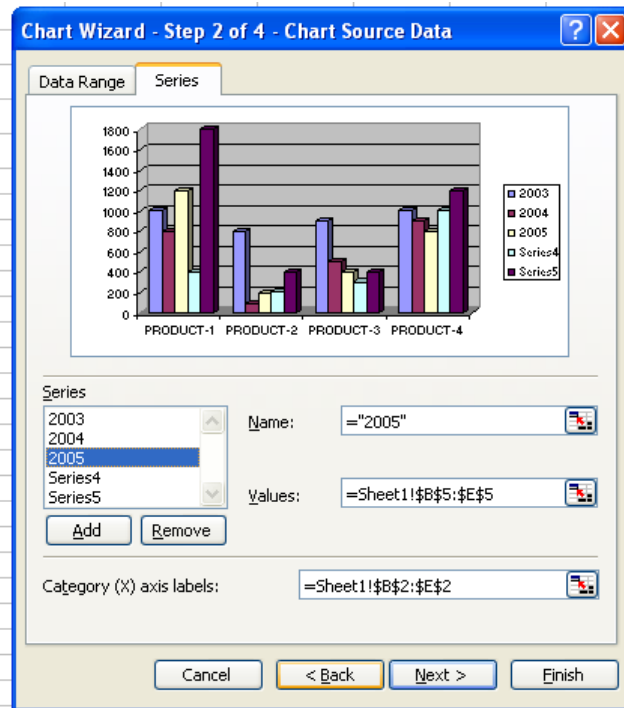 Chart Wizard - Step 2 of 4 - Chart Source Data
Data Range Series
1800
1600
1400
1200
1000
800
600
400
200
0
PRODUCT-1 PRODUCT-2 PRODUCT-3 PRODUCT-4
2003
2004
2005
Series4
Series5
Series
2003
2004
2005
Series4
Series5
Add Remove
Name: ="2005"
Values: =Sheet1!$B$5:$E$5
Category (X) axis labels: =Sheet1!$B$2:$E$2
Cancel < Back Next > Finish